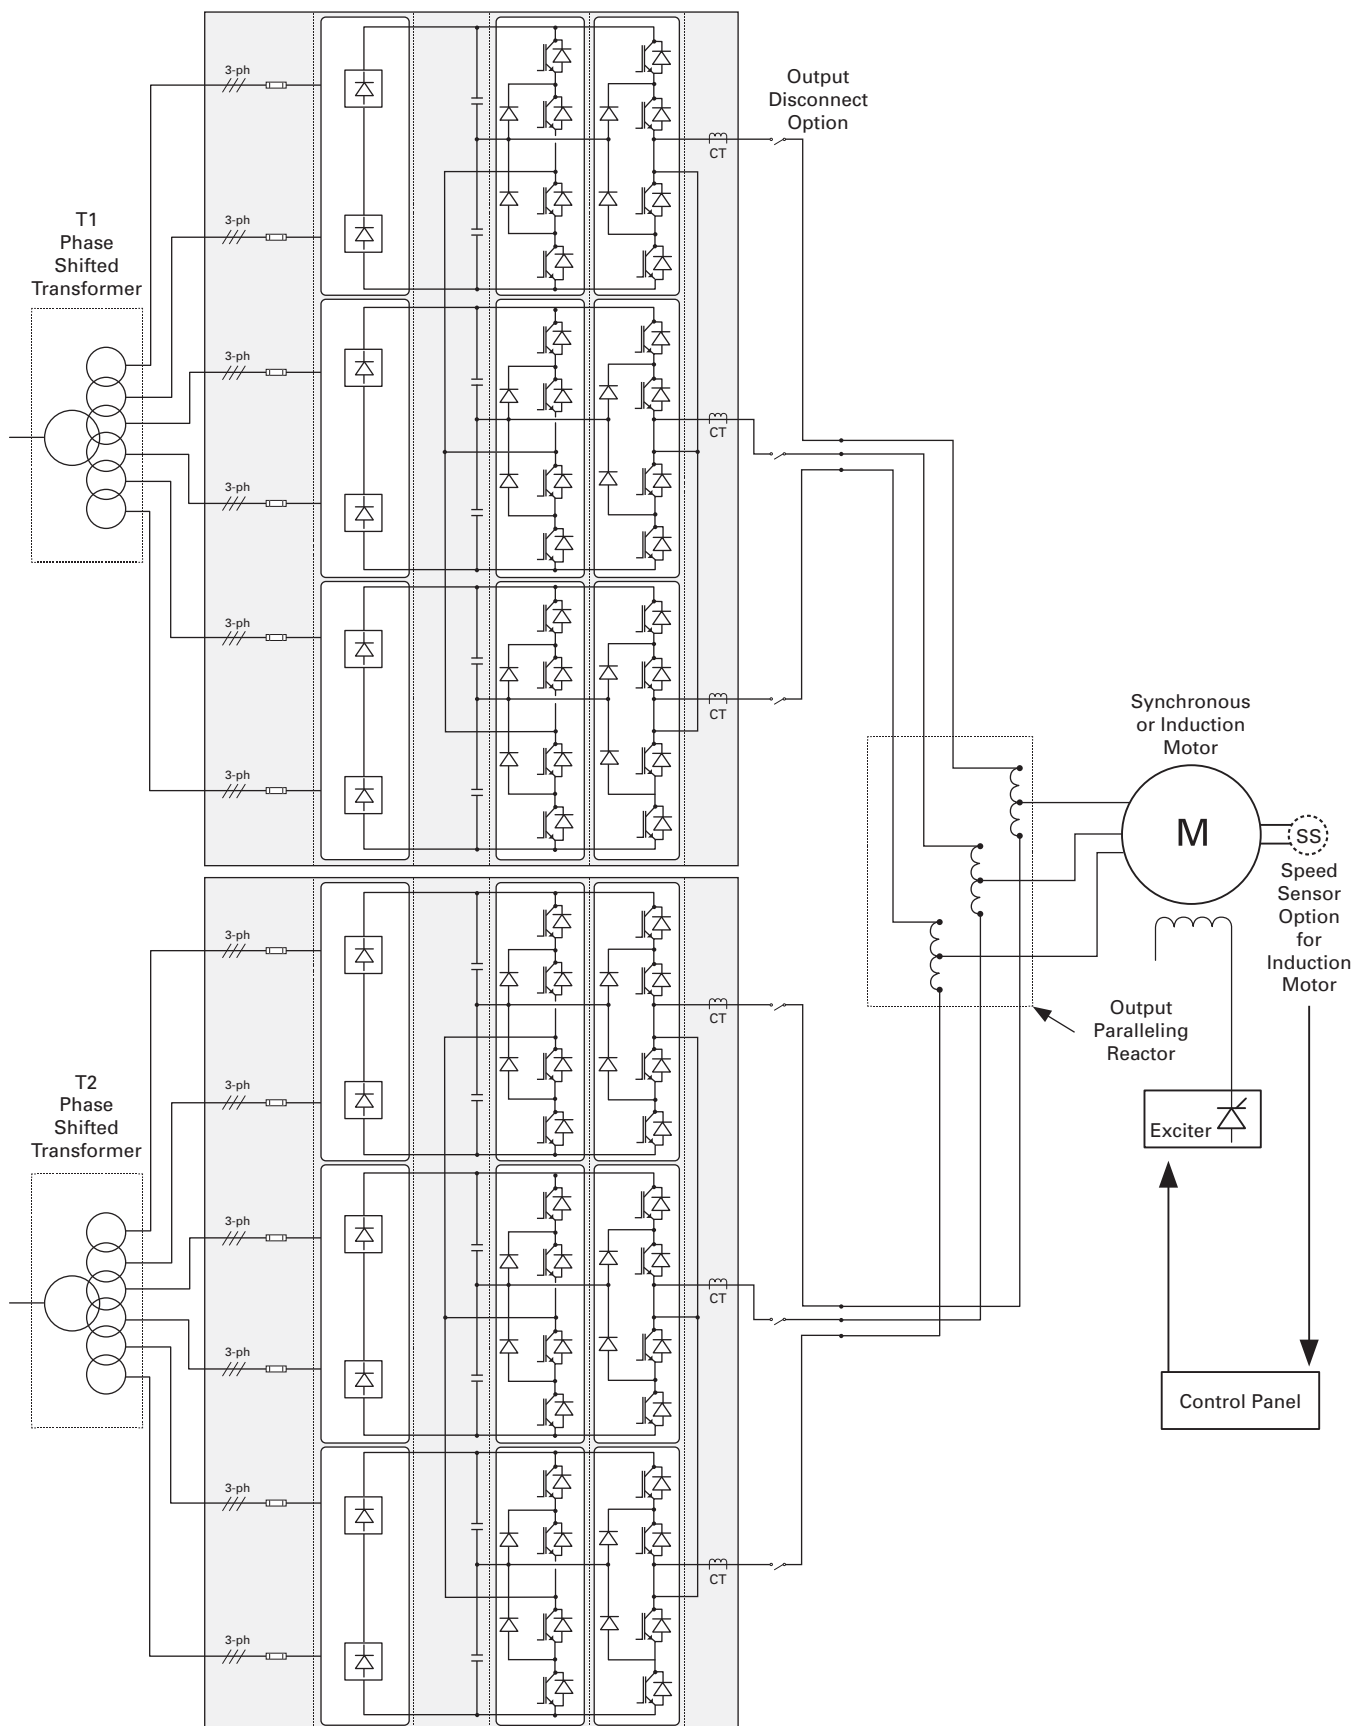 3-ph
Output
Disconnect
Option
CT
T1
Phase
Shifted
Transformer
3-ph
3-ph
CT
3-ph
3-ph
CT
3-ph
Synchronous
or Induction
Motor
M
SS
Speed
Sensor
Option
for
Induction
Motor
Output
Paralleling
Reactor
Exciter
Control Panel
3-ph
CT
T2
Phase
Shifted
Transformer
3-ph
3-ph
CT
3-ph
3-ph
CT
3-ph